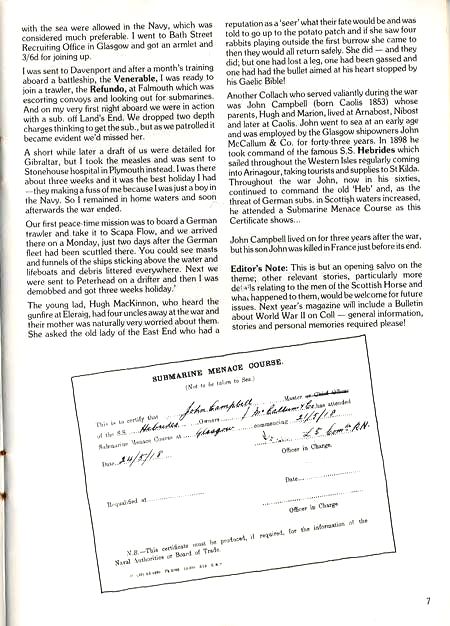 with the sea were allowed in the Navy, which was
considered much preferable. I went to Bath Street
Recruiting Office in Glasgow and got an armlet and
3/6d for joining up.
I was sent to Davenport and after a month's training
aboard a battleship, the Venerable, I was ready
to join a trawler, the Refundo, at Falmouth which was
escorting convoys and looking out for submarines.
And on my very first night aboard we were in action
with a sub. off Land's End. We dropped two depth
charges thinking to get the sub., but as we patrolled it
became evident we'd missed her.
A short while later a draft of us were detailed for
Gibraltar, but I took the measles and was sent to
Stonehouse hospital in Plymouth instead. I was there
about three weeks and it was the best holiday I had
—they making a fuss of me because I was just a boy in
the Navy. So I remained in home waters and soon
afterwards the war ended.
Our first peace-time mission was to board a German
trawler and take it to Scapa Flow, and we arrived
there on a Monday, just two days after the German
fleet had been scuttled there. You could see masts
and funnels of the ships sticking above the water and
lifeboats and debris littered everywhere. Next we
were sent to Peterhead on a drifter and then I was
demobbed and got three weeks holiday.'
The young lad, Hugh MacKinnon, who heard the
gunfire at Eleraig, had four uncles away at the war and
their mother was naturally very worried about them.
She asked the old lady of the East End who had a
reputation as a 'seer' what their fate would be and was
told to go up to the potato patch and if she saw four
rabbits playing outside the first burrow she came to
then they would all return safely. She did — and they
did; but one had lost a leg, one had been gassed and
one had had the bullet aimed at his heart stopped by
his Gaelic Bible!
Another Collach who served valiantly during the war
was John Campbell (born Caolis 1853) whose
parents, Hugh and Marion, lived at Arnabost, Nibost
and later at Caolis. John went to sea at an early age
and was employed by the Glasgow shipowners John
McCallum & Co. for forty-three years. In 1898 he
took command of the famous S.S. Hebrides which
sailed throughout the Western Isles regularly coming
into Arinagour, taking tourists and supplies to St Kilda.
Throughout the war John, now in his sixties,
continued to command the old 'Heb' and, as the
threat of German subs. in Scottish waters increased,
he attended a Submarine Menace Course as this
Certificate shows...
John Campbell lived on for three years after the war,
but his son John was killed in France just before its end.
Editor's Note: This is but an opening salvo on the
theme; other relevant stories, particularly more
details relating to the men of the Scottish Horse and
what happened to them, would be welcome for future
issues. Next year's magazine will include a Bulletin
about World War II on Coll — general information,
stories and personal memories required please!
SUBMARINE MENACE COURSE.
(Not to be taken to Sea.)
This is to certify that John Campbell Master or Chief Officer
of the S.S. Hebrides Owners J McCallum & Co. has attended
Submarine Menace Course at Glasgow commencing 21/5/18
Date 24/5/18
Officer in Charge.
Requalified at
Date
Officer in Charge
N.B.—This certificate must be produced, if required, for the information of the
Naval Authorities or Board of Trade.
7